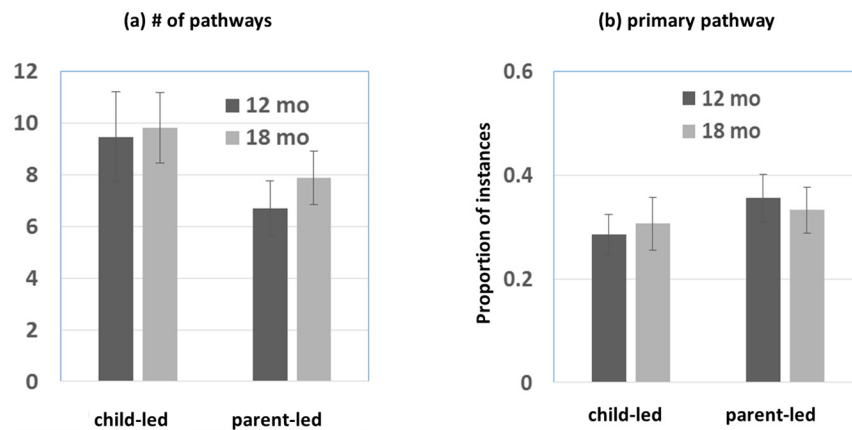 (a) # of pathways
12
10
8
6
4
2
0
12 mo
18 mo
child-led
parent-led
(b) primary pathway
Proportion of instances
0.6
0.4
0.2
0
12 mo
18 mo
child-led
parent-led